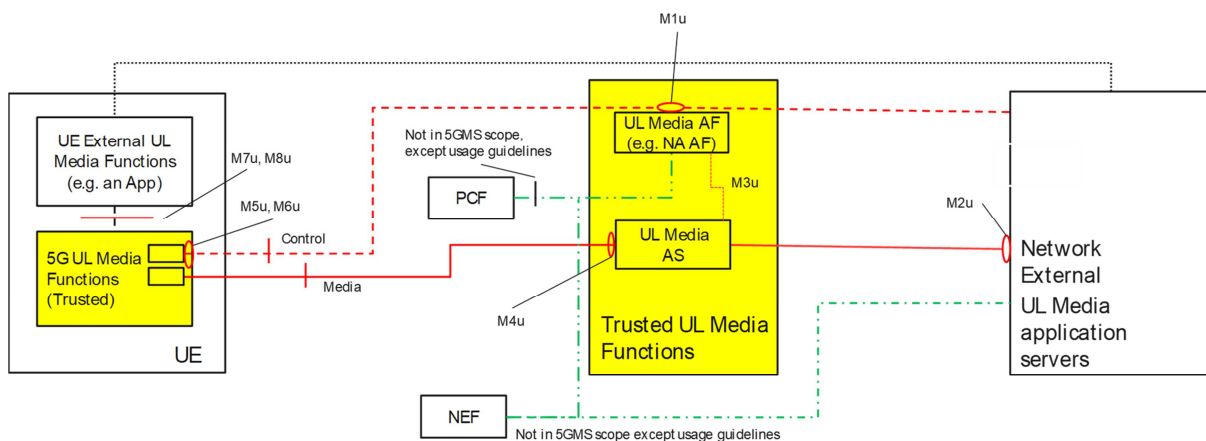 M1u
UE External UL
Media Functions
(e.g. an App)
M7u, M8u
M5u, M6u
5G UL Media
Functions
(Trusted)
UE
Control
Media
Not in 5GMS scope,
except usage guidelines
PCF
UL Media AF
(e.g. NA AF)
M3u
UL Media
AS
M4u
Trusted UL Media
Functions
M2u
Network
External
UL Media
application
servers
NEF
Not in 5GMS scope except usage guidelines